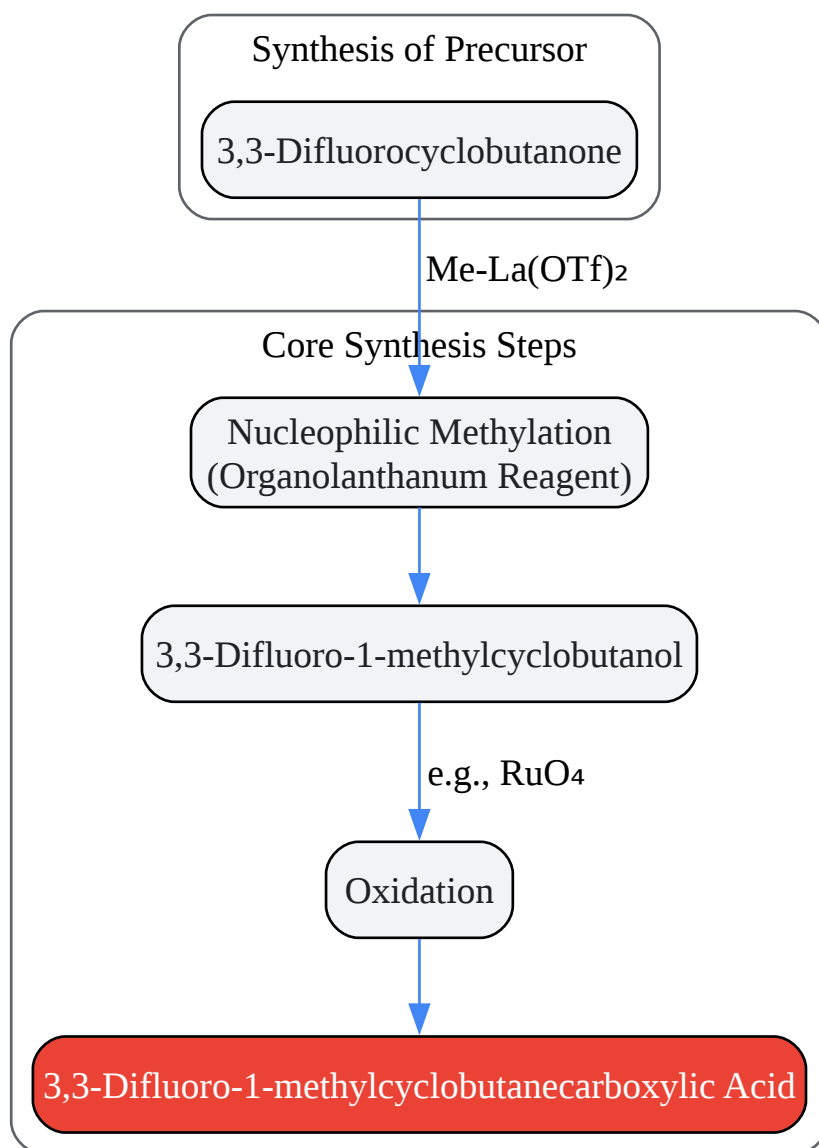 Synthesis of Precursor
3,3-Difluorocyclobutanone
Me-La(OTf)₂
Core Synthesis Steps
Nucleophilic Methylation
(Organolanthanum Reagent)
3,3-Difluoro-1-methylcyclobutanol
e.g., RuO₄
Oxidation
3,3-Difluoro-1-methylcyclobutanecarboxylic Acid